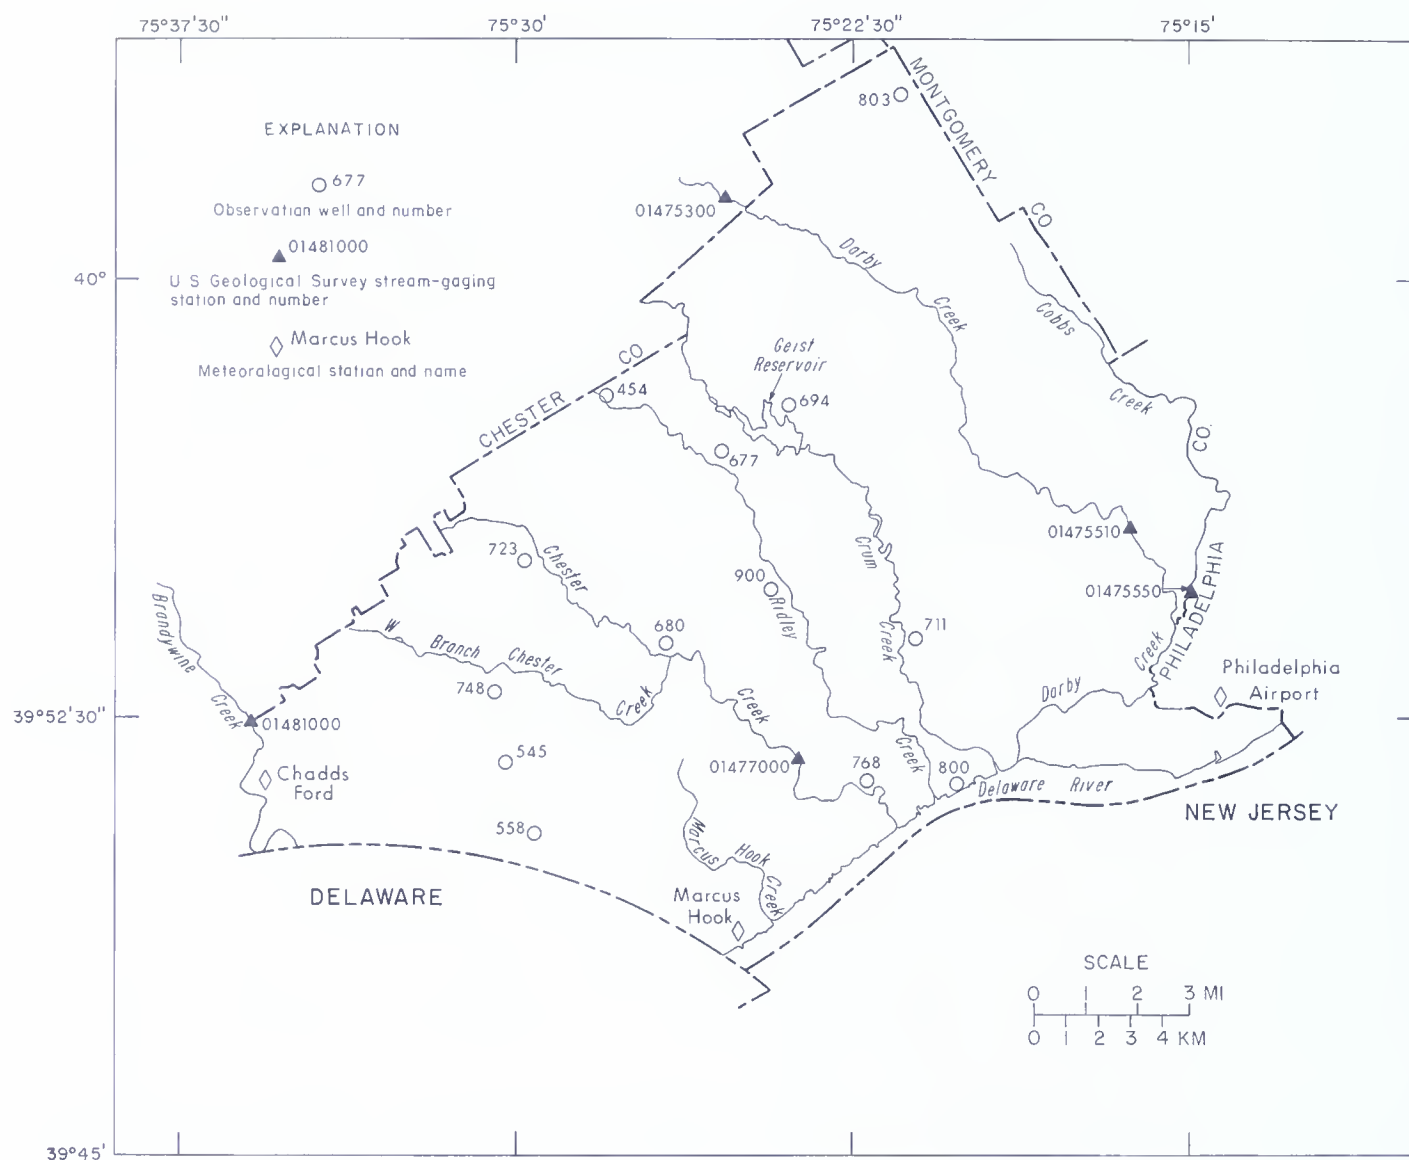 75°37'30" 75°30' 75°22'30" 75°15'
EXPLANATION
677
Observatian well and number
01481000
U S Geological Survey stream-gaging
station and number
Marcus Hook
Meteoralagical station and name
803
MONTGOMERY CO
01475300
Darby Creek
40°
Cobbs Creek
Geist
Reservoir
CHESTER CO
454
694
677
CO.
01475510
723
Chester Creek
Crum Creek
900
Ridley Creek
01475550
PHILADELPHIA
Brandywine Creek
W Branch Chester Creek
680
711
Creek
Philadelphia
Airport
Darby
748
39°52'30"
01481000
545
01477000
768
800
Chadds
Ford
Delaware River
NEW JERSEY
558
Marcus Hook Creek
DELAWARE
Marcus
Hook
SCALE
0 1 2 3 MI
0 1 2 3 4 KM
39°45'